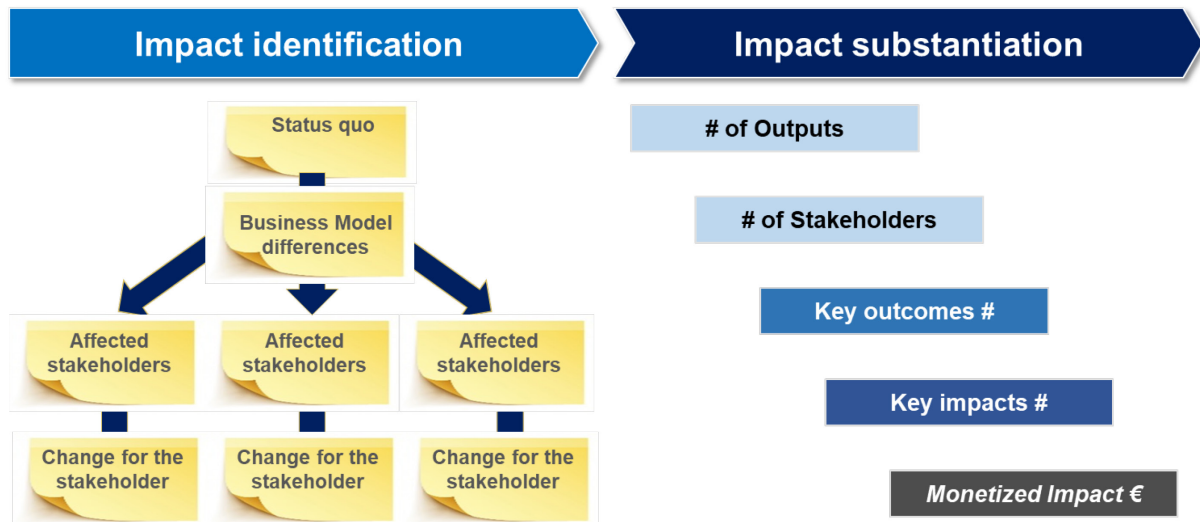 Impact identification
Impact substantiation
Status quo
Business Model
differences
Affected
stakeholders
Affected
stakeholders
Affected
stakeholders
Change for the
stakeholder
Change for the
stakeholder
Change for the
stakeholder
# of Outputs
# of Stakeholders
Key outcomes #
Key impacts #
Monetized Impact €